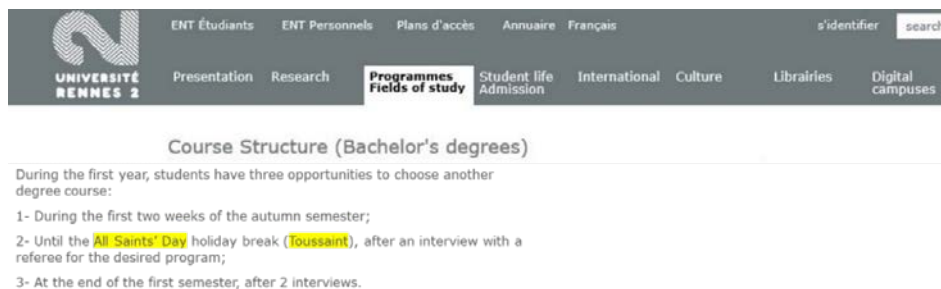 ENT Étudiants ENT Personnels Plans d'accès Annuaire Français s'identifier search
UNIVERSITÉ
RENNES 2
Presentation Research Programmes
Fields of study Student life
Admission International Culture Librairies Digital
campuses
Course Structure (Bachelor's degrees)
During the first year, students have three opportunities to choose another
degree course:
1- During the first two weeks of the autumn semester;
2- Until the All Saints' Day holiday break (Toussaint), after an interview with a
referee for the desired program;
3- At the end of the first semester, after 2 interviews.